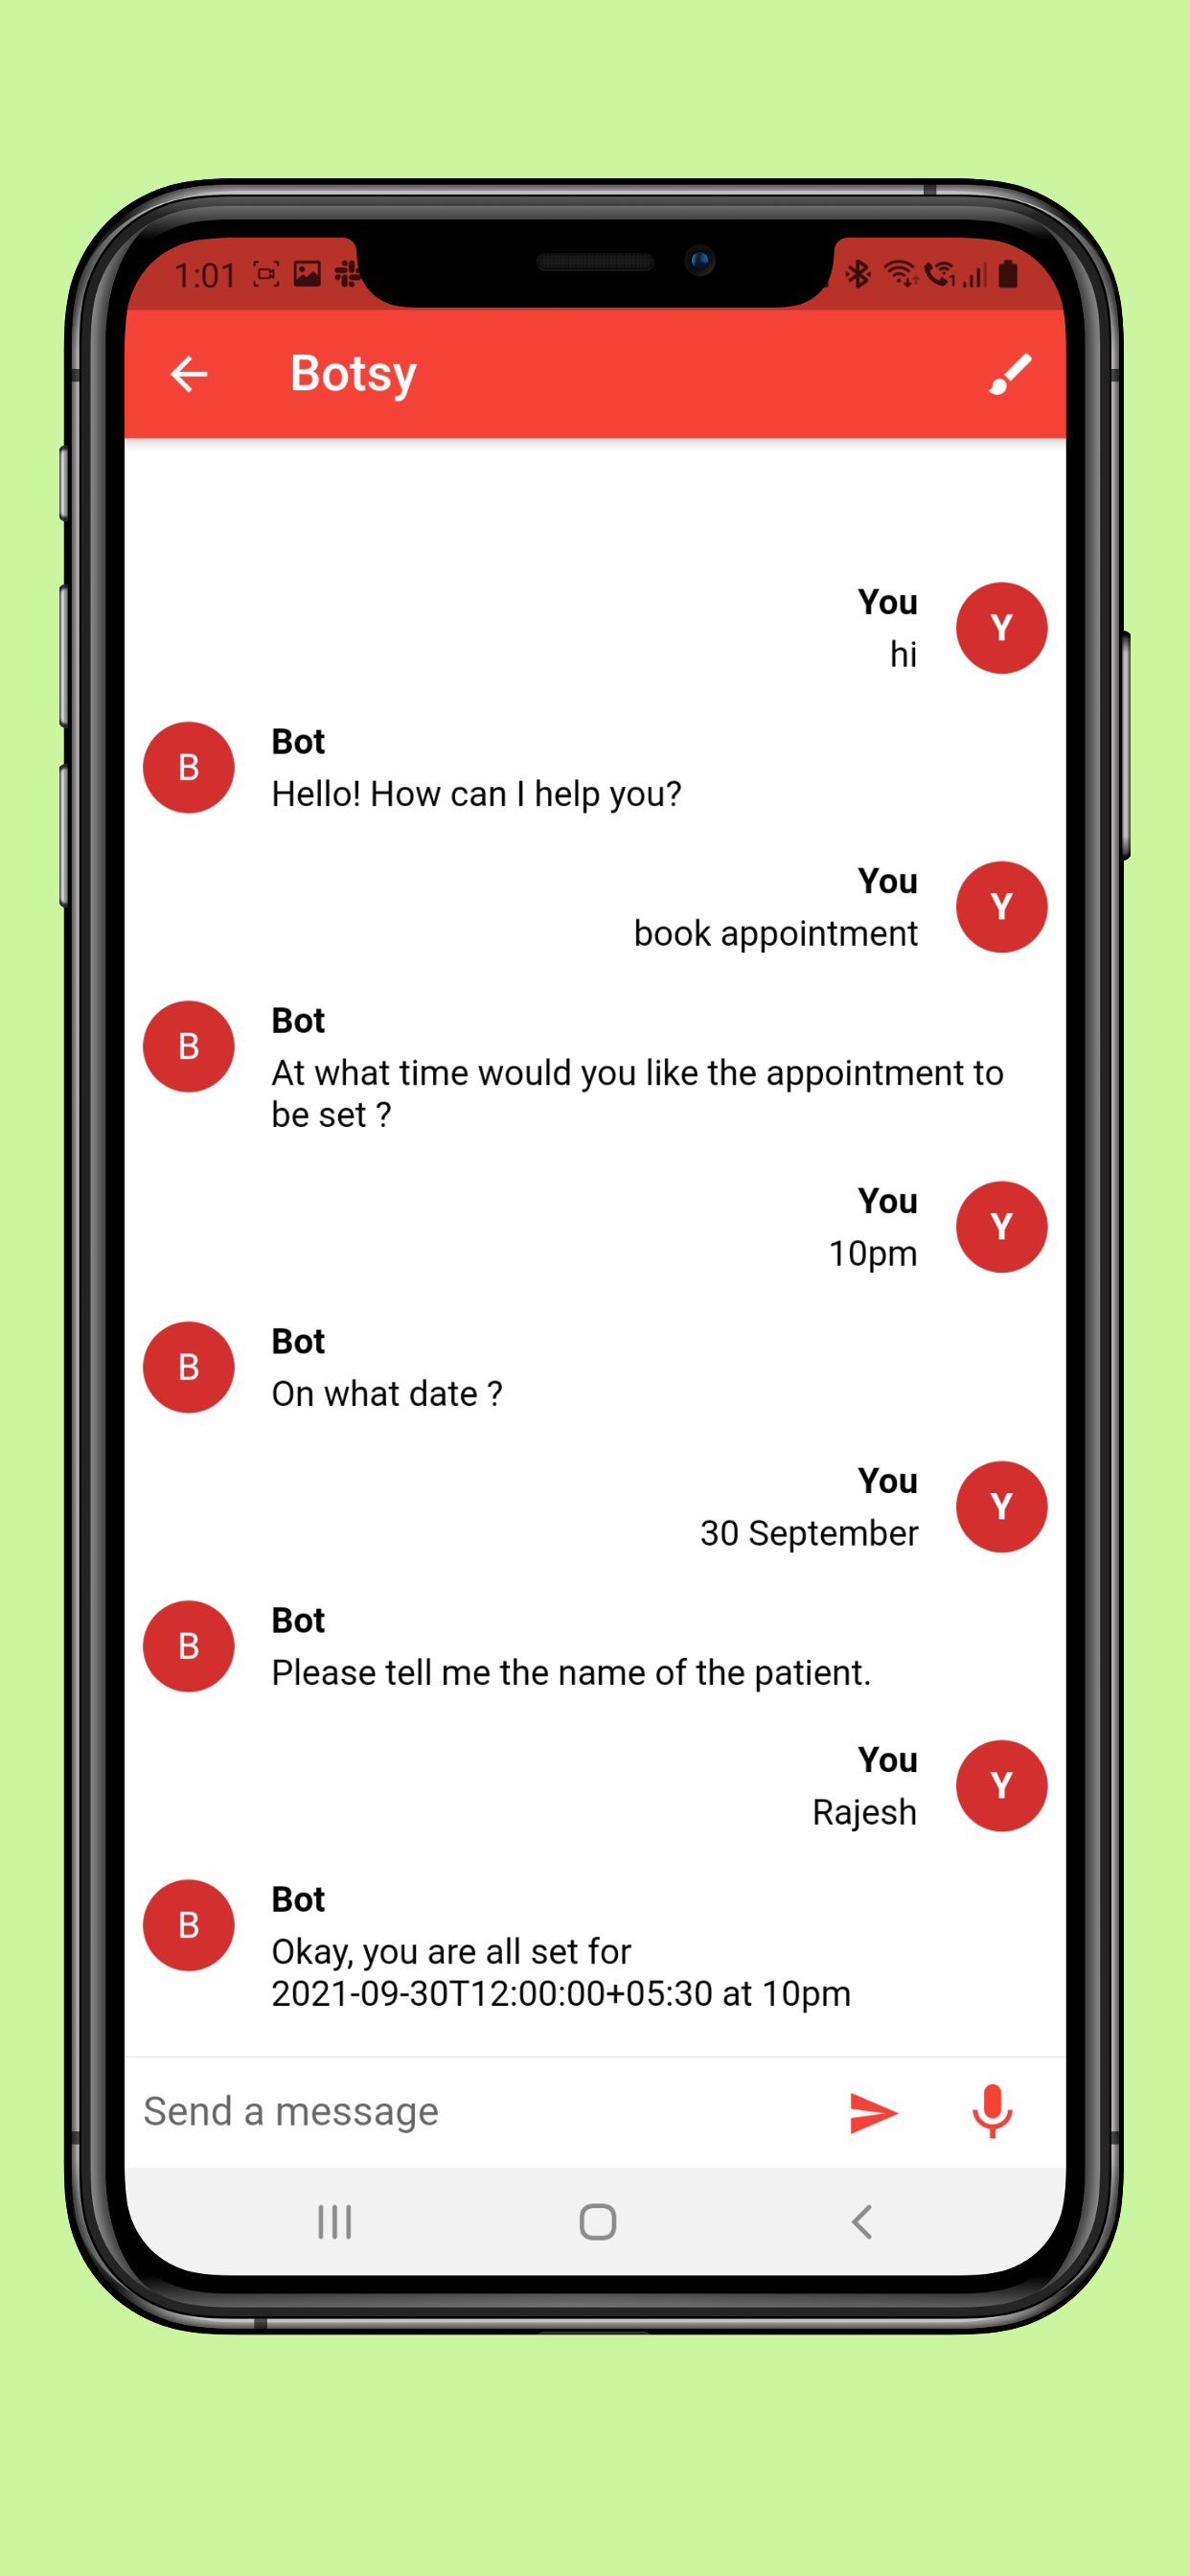 1:01
Botsy
You
Y
hi
Bot
B
Hello! How can I help you?
You
Y
book appointment
Bot
B
At what time would you like the appointment to
be set ?
You
Y
10pm
Bot
B
On what date ?
You
Y
30 September
Bot
B
Please tell me the name of the patient.
You
Y
Rajesh
Bot
B
Okay, you are all set for
2021-09-30T12:00:00+05:30 at 10pm
Send a message